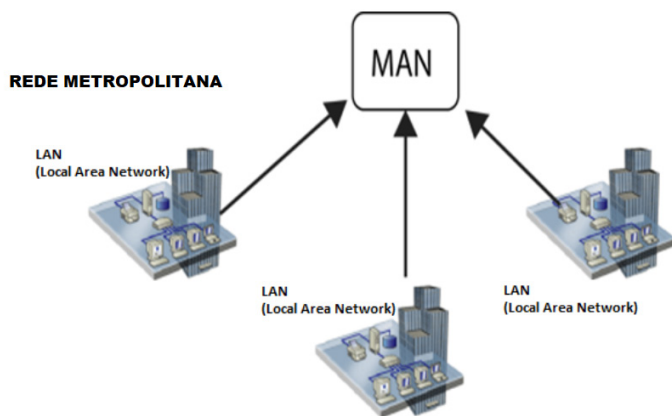 MAN
REDE METROPOLITANA
LAN
(Local Area Network)
LAN
(Local Area Network)
LAN
(Local Area Network)